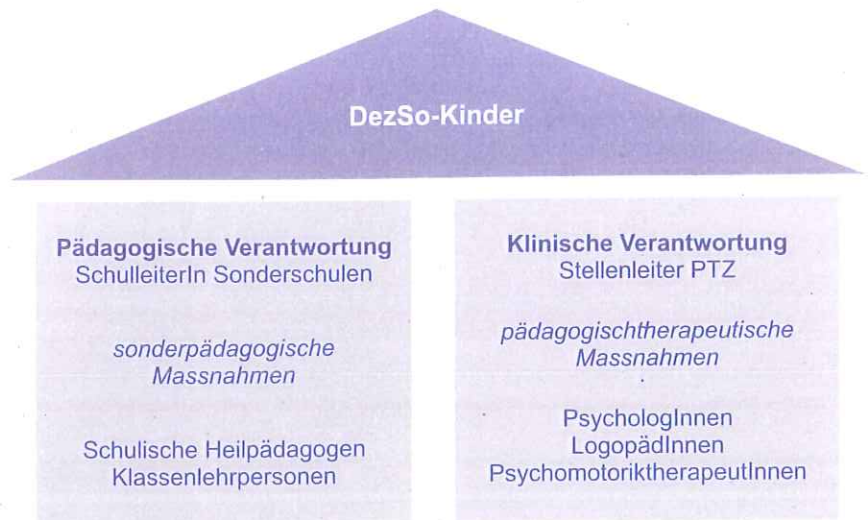 DezSo-Kinder
Pädagogische Verantwortung
SchulleiterIn Sonderschulen
sonderpädagogische
Massnahmen
Schulische Heilpädagogen
Klassenlehrpersonen
Klinische Verantwortung
Stellenleiter PTZ
pädagogischtherapeutische
Massnahmen
PsychologInnen
LogopädInnen
PsychomotoriktherapeutInnen